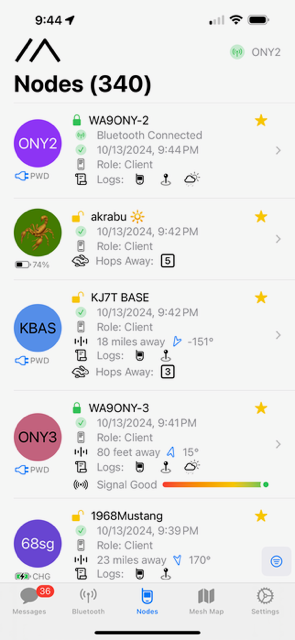 9:44
ONY2
Nodes (340)
WA9ONY-2
Bluetooth Connected
ONY2
10/13/2024, 9:44 PM
Role: Client
PWD
Logs:
akrabu
10/13/2024, 9:42 PM
Role: Client
74%
Hops Away: 5
KJ7T BASE
10/13/2024, 9:42 PM
KBAS
Role: Client
18 miles away -151°
PWD
Logs:
Hops Away: 3
WA9ONY-3
10/13/2024, 9:41 PM
ONY3
Role: Client
80 feet away 15°
PWD
Logs:
Signal Good
1968Mustang
10/13/2024, 9:39 PM
68sg
Role: Client
23 miles away 170°
CHG
Logs:
36
Messages
Bluetooth
Nodes
Mesh Map
Settings